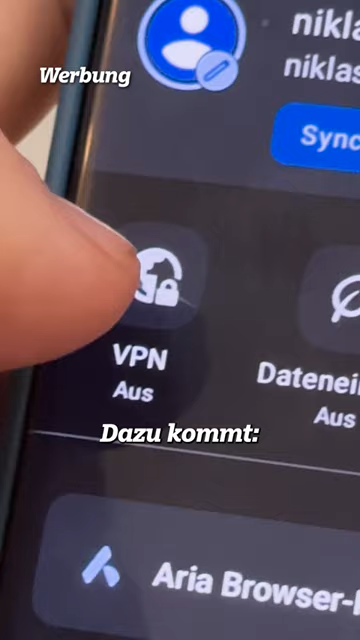 Werbung
nikla
niklas
Sync
VPN
Aus
Datenei
Aus
Dazu kommt:
Aria Browser-